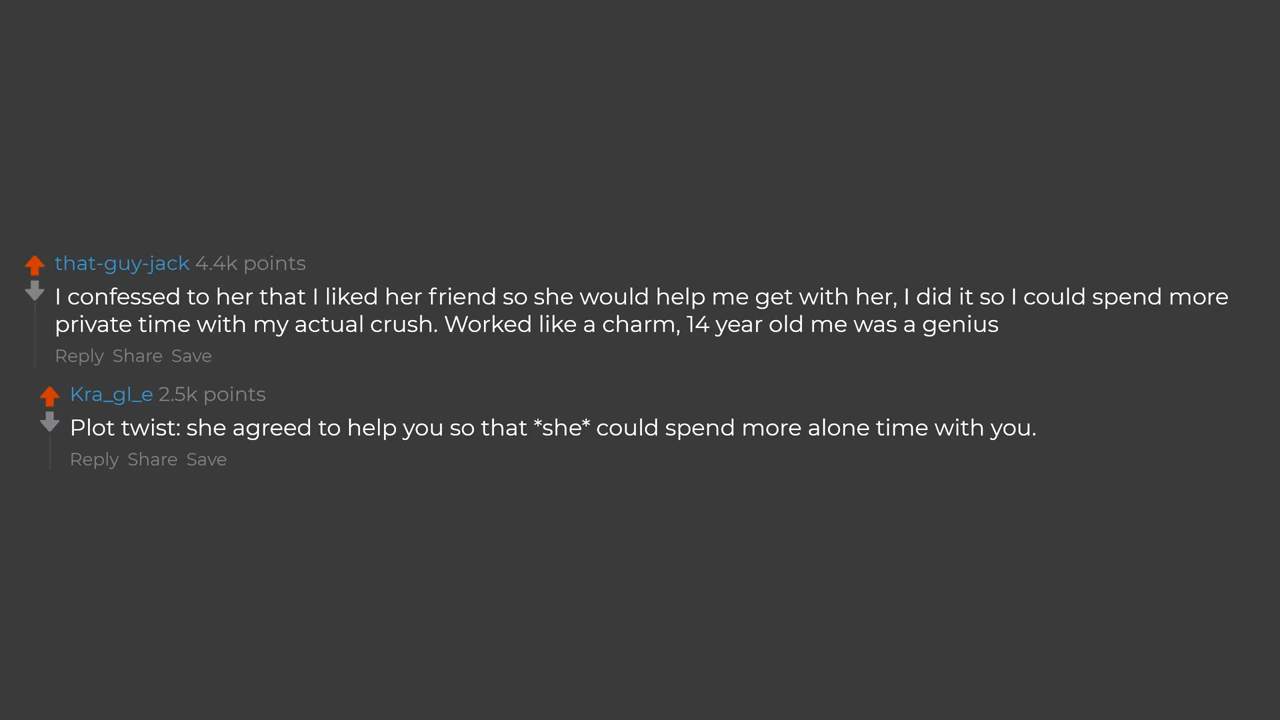 that-guy-jack 4.4k points
I confessed to her that I liked her friend so she would help me get with her, I did it so I could spend more
private time with my actual crush. Worked like a charm, 14 year old me was a genius
Reply Share Save
Kra_gl_e 2.5k points
Plot twist: she agreed to help you so that *she* could spend more alone time with you.
Reply Share Save